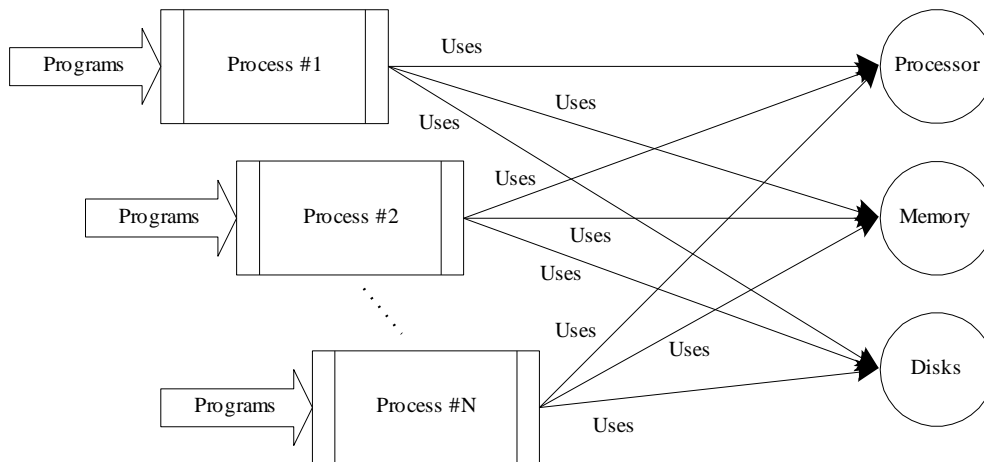 Uses
Programs
Process #1
Processor
Uses
Uses
Uses
Programs
Process #2
Memory
Uses
Uses
Uses
Uses
Disks
Programs
Process #N
Uses